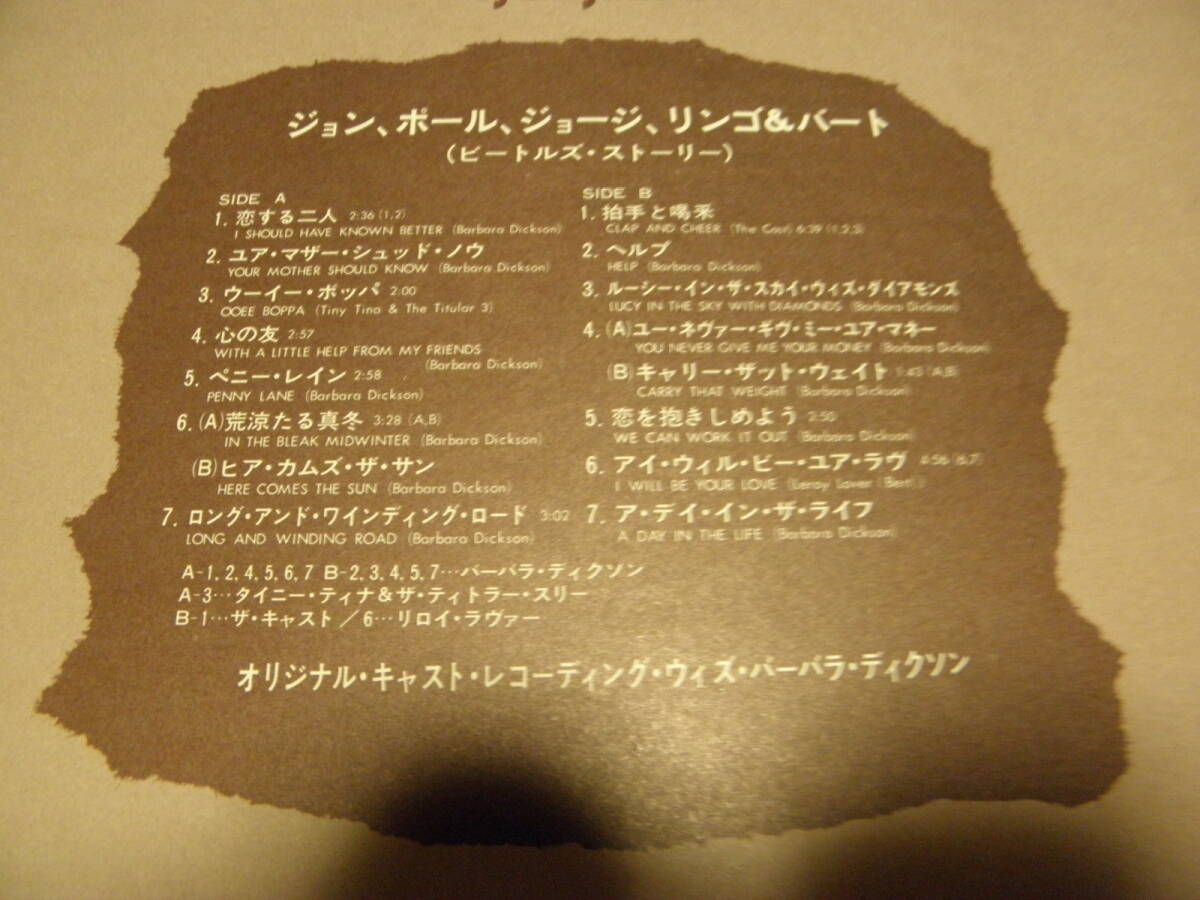 ジョン、ポール、ジョージ、リンゴ&バート
(ビートルズ・ストーリー)
SIDE A
1. 恋する二人 2:36 (1,2)
I SHOULD HAVE KNOWN BETTER (Barbara Dickson)
2. ユア・マザー・シュッド・ノウ
YOUR MOTHER SHOULD KNOW (Barbara Dickson)
3. ウーイー・ボッパ 2:00
OOEE BOPPA (Tiny Tina & The Titular 3)
4. 心の友 2:57
WITH A LITTLE HELP FROM MY FRIENDS
(Barbara Dickson)
5. ペニー・レイン 2:58
PENNY LANE (Barbara Dickson)
6. (A)荒涼たる真冬 3:28 (A,B)
IN THE BLEAK MIDWINTER (Barbara Dickson)
(B)ヒア・カムズ・ザ・サン
HERE COMES THE SUN (Barbara Dickson)
7. ロング・アンド・ワインディング・ロード 3:02
LONG AND WINDING ROAD (Barbara Dickson)
SIDE B
1. 拍手と喝采
CLAP AND CHEER (The Cast) 6:39 (1,2,3)
2. ヘルプ
HELP (Barbara Dickson)
3. ルーシー・イン・ザ・スカイ・ウィズ・ダイアモンズ
LUCY IN THE SKY WITH DIAMONDS (Barbara Dickson)
4. (A)ユー・ネヴァー・ギヴ・ミー・ユア・マネー
YOU NEVER GIVE ME YOUR MONEY (Barbara Dickson)
(B)キャリー・ザット・ウェイト 1:43 (A,B)
CARRY THAT WEIGHT (Barbara Dickson)
5. 恋を抱きしめよう 2:50
WE CAN WORK IT OUT (Barbara Dickson)
6. アイ・ウィル・ビー・ユア・ラヴ 4:56 (6,7)
I WILL BE YOUR LOVE (Leroy Lover (Bert))
7. ア・デイ・イン・ザ・ライフ
A DAY IN THE LIFE (Barbara Dickson)
A-1,2,4,5,6,7 B-2,3,4,5,7…バーバラ・ディクソン
A-3…タイニー・ティナ&ザ・ティトラー・スリー
B-1…ザ・キャスト／6…リロイ・ラヴァー
オリジナル・キャスト・レコーディング・ウィズ・バーバラ・ディクソン